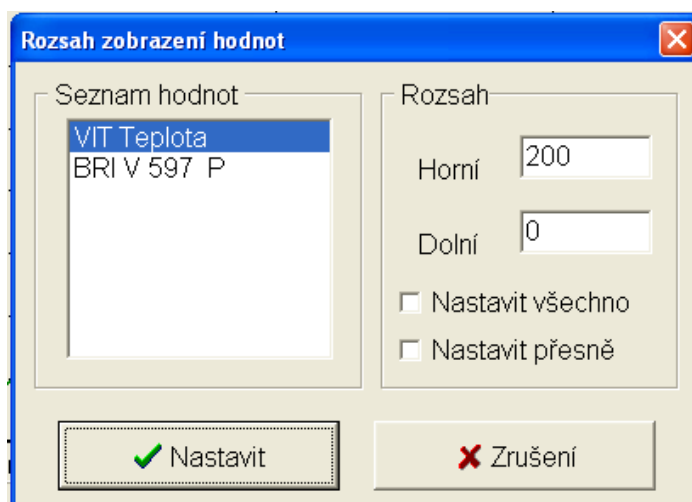 Rozsah zobrazení hodnot
Seznam hodnot
VIT Teplota
BRI V 597  P
Rozsah
Horní 200
Dolní 0
Nastavit všechno
Nastavit přesně
Nastavit
Zrušení